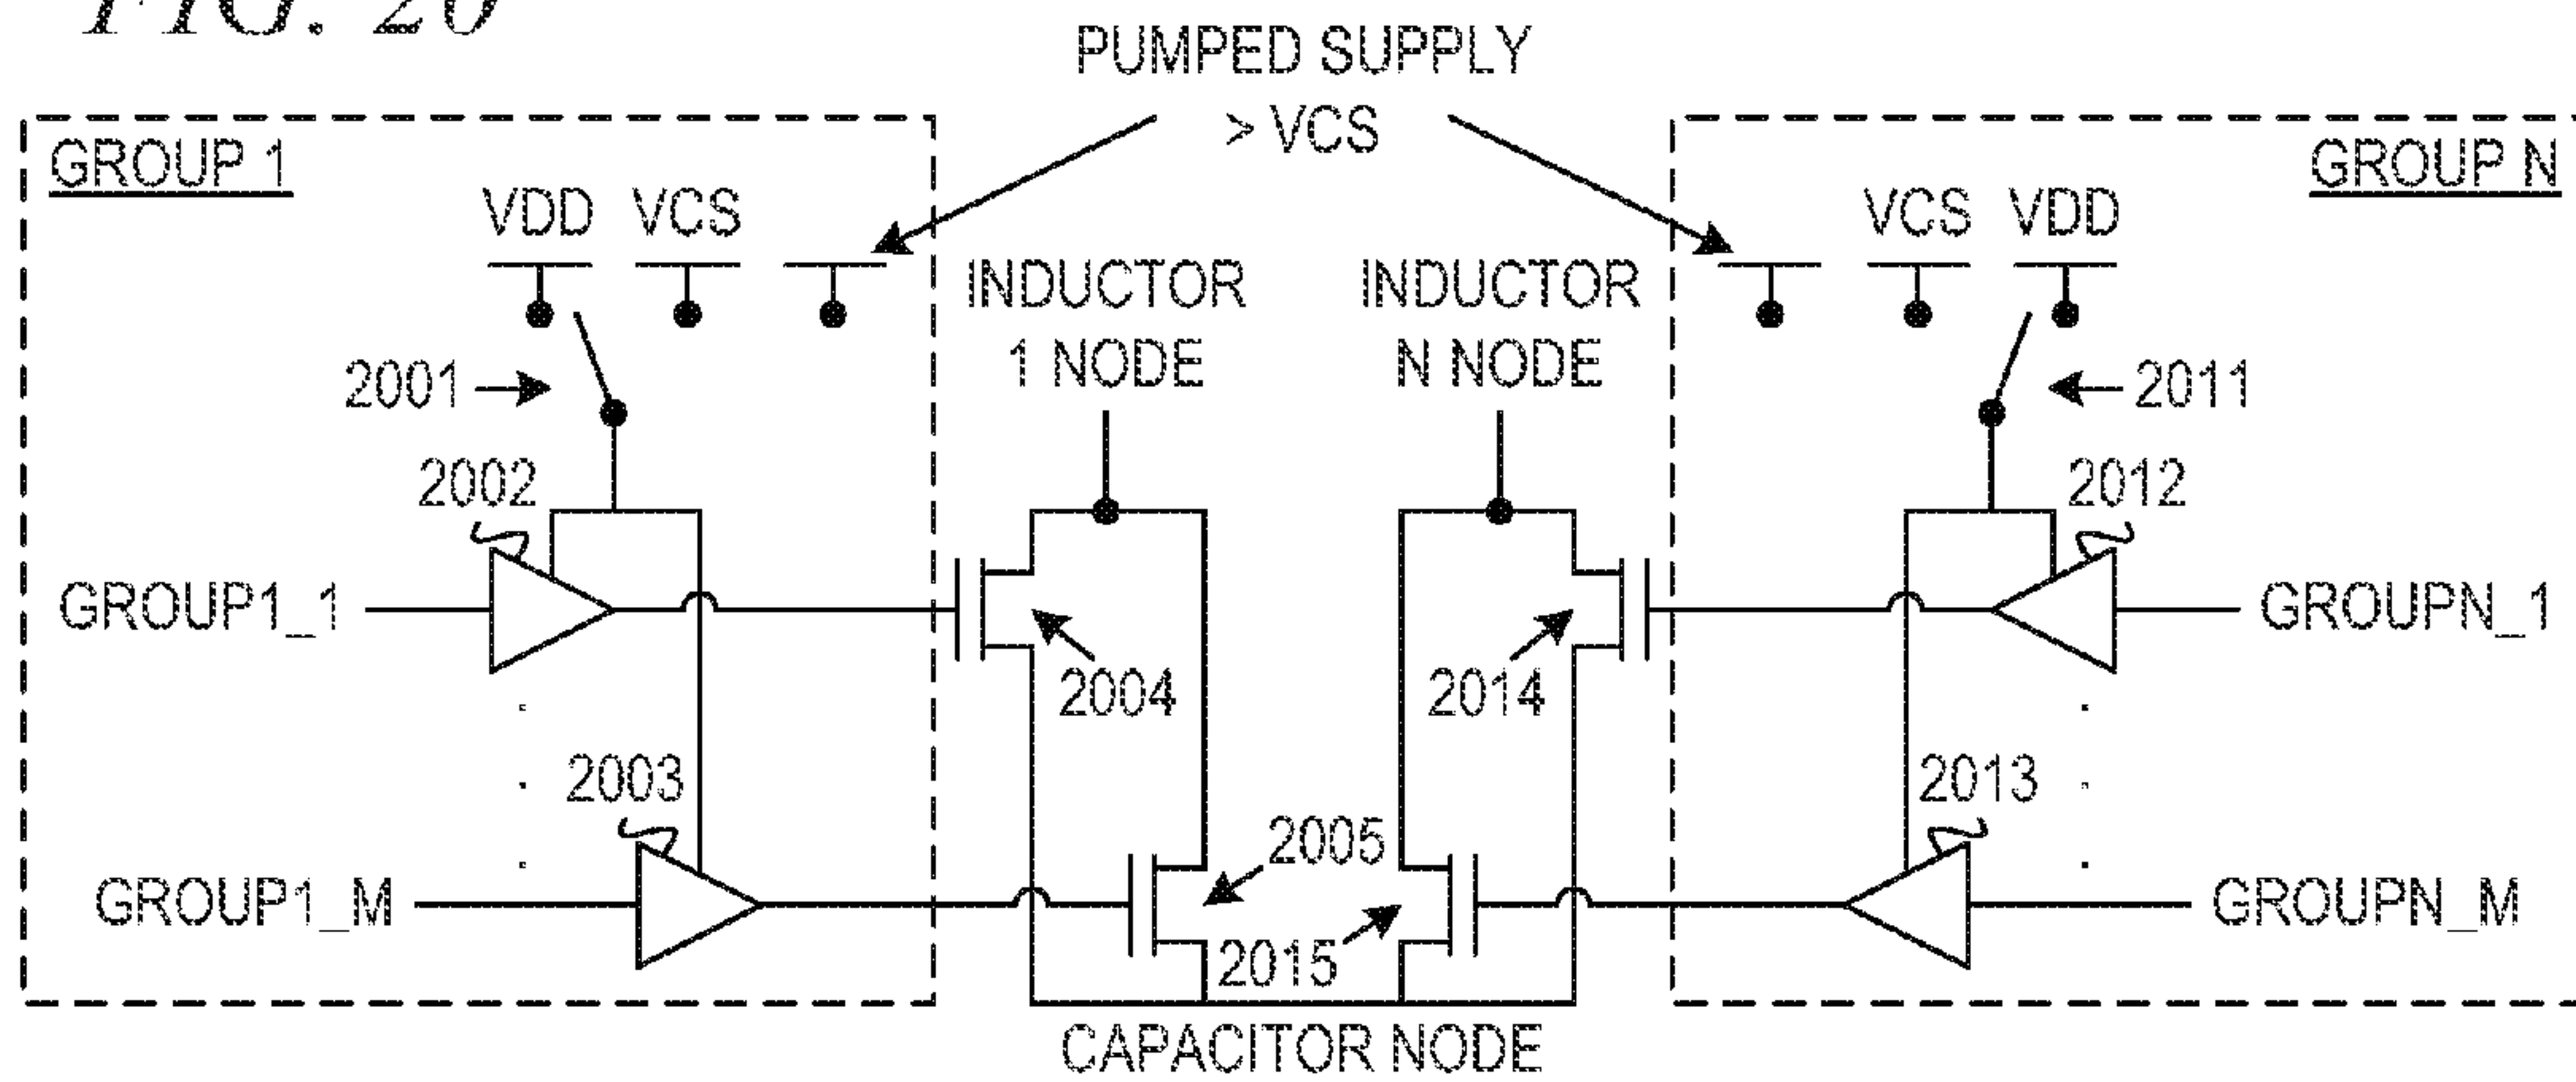 FIG. 20
PUMPED SUPPLY
> VCS
GROUP 1
GROUP N
VDD VCS
VCS VDD
INDUCTOR
1 NODE
INDUCTOR
N NODE
2001
2011
2002
2012
GROUP1_1
GROUPN_1
2004
2014
2003
2013
2005
GROUP1_M
GROUPN_M
2015
CAPACITOR NODE